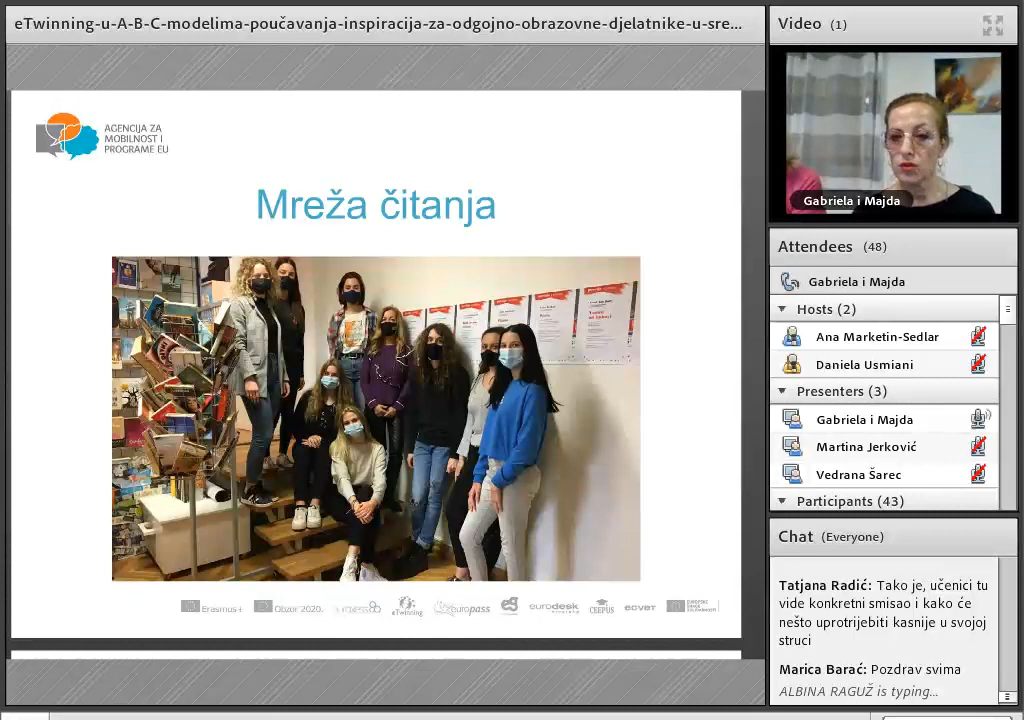 eTwinning-u-A-B-C-modelima-poučavanja-inspiracija-za-odgojno-obrazovne-djelatnike-u-sre...
AGENCIJA ZA
MOBILNOST I
PROGRAME EU
Mreža čitanja
Erasmus+
Obzor 2020.
eTwinning
europass
eurodesk
CEEPUS
ecvet
Video (1)
Gabriela i Majda
Attendees (48)
Gabriela i Majda
Hosts (2)
Ana Marketin-Sedlar
Daniela Usmiani
Presenters (3)
Gabriela i Majda
Martina Jerković
Vedrana Šarec
Participants (43)
Chat (Everyone)
Tatjana Radić: Tako je, učenici tu
vide konkretni smisao i kako će
nešto uprotrijebiti kasnije u svojoj
struci
Marica Barać: Pozdrav svima
ALBINA RAGUŽ is typing...